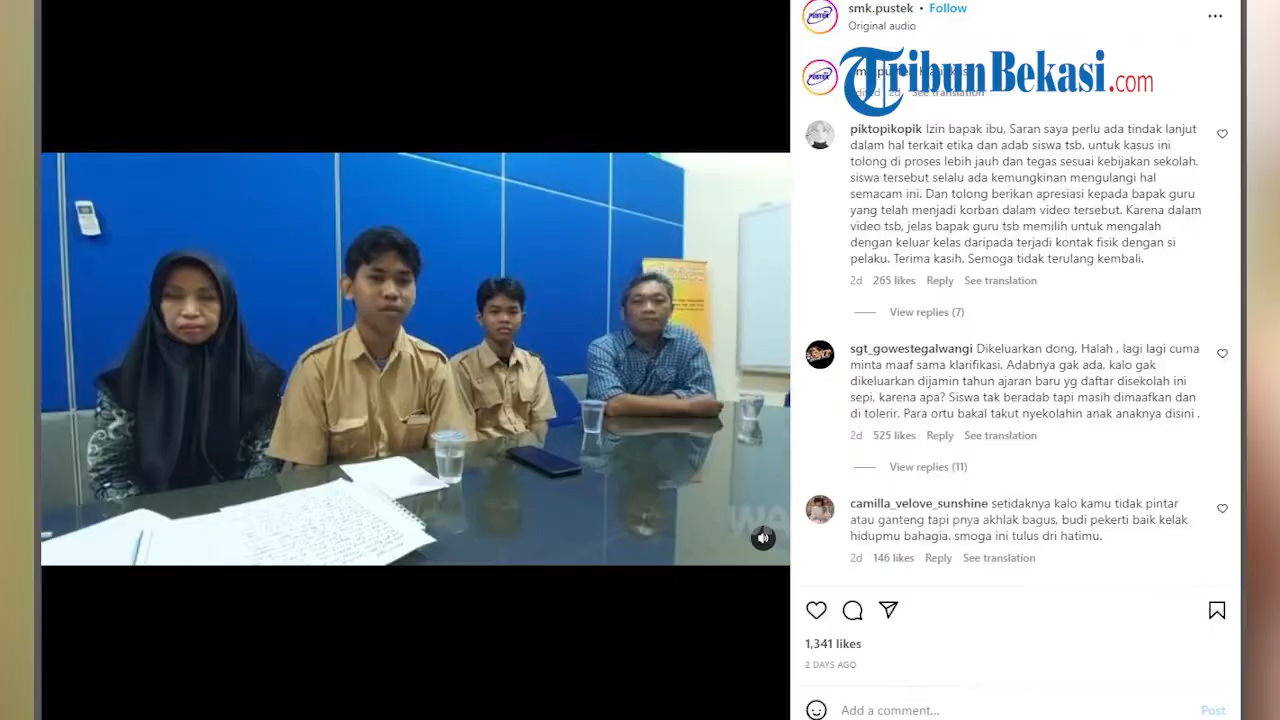 smk.pustek • Follow
Original audio
TribunBekasi.com
See translation
piktopikopik Izin bapak ibu, Saran saya perlu ada tindak lanjut
dalam hal terkait etika dan adab siswa tsb. untuk kasus ini
tolong di proses lebih jauh dan tegas sesuai kebijakan sekolah.
siswa tersebut selalu ada kemungkinan mengulangi hal
semacam ini. Dan tolong berikan apresiasi kepada bapak guru
yang telah menjadi korban dalam video tersebut. Karena dalam
video tsb, jelas bapak guru tsb memilih untuk mengalah
dengan keluar kelas daripada terjadi kontak fisik dengan si
pelaku. Terima kasih. Semoga tidak terulang kembali.
2d 265 likes Reply See translation
View replies (7)
sgt_gowestegalwangi Dikeluarkan dong, Halah , lagi lagi cuma
minta maaf sama klarifikasi. Adabnya gak ada, kalo gak
dikeluarkan dijamin tahun ajaran baru yg daftar disekolah ini
sepi, karena apa? Siswa tak beradab tapi masih dimaafkan dan
di tolerir. Para ortu bakal takut nyekolahin anak anaknya disini .
2d 525 likes Reply See translation
View replies (11)
camilla_velove_sunshine setidaknya kalo kamu tidak pintar
atau ganteng tapi pnya akhlak bagus, budi pekerti baik kelak
hidupmu bahagia. smoga ini tulus dri hatimu.
2d 146 likes Reply See translation
1,341 likes
2 DAYS AGO
Add a comment... Post